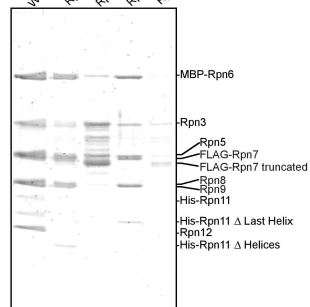 MBP-Rpn6
Rpn3
Rpn5
FLAG-Rpn7
FLAG-Rpn7 truncated
Rpn8
Rpn9
His-Rpn11
His-Rpn11 Δ Last Helix
Rpn12
His-Rpn11 Δ Helices